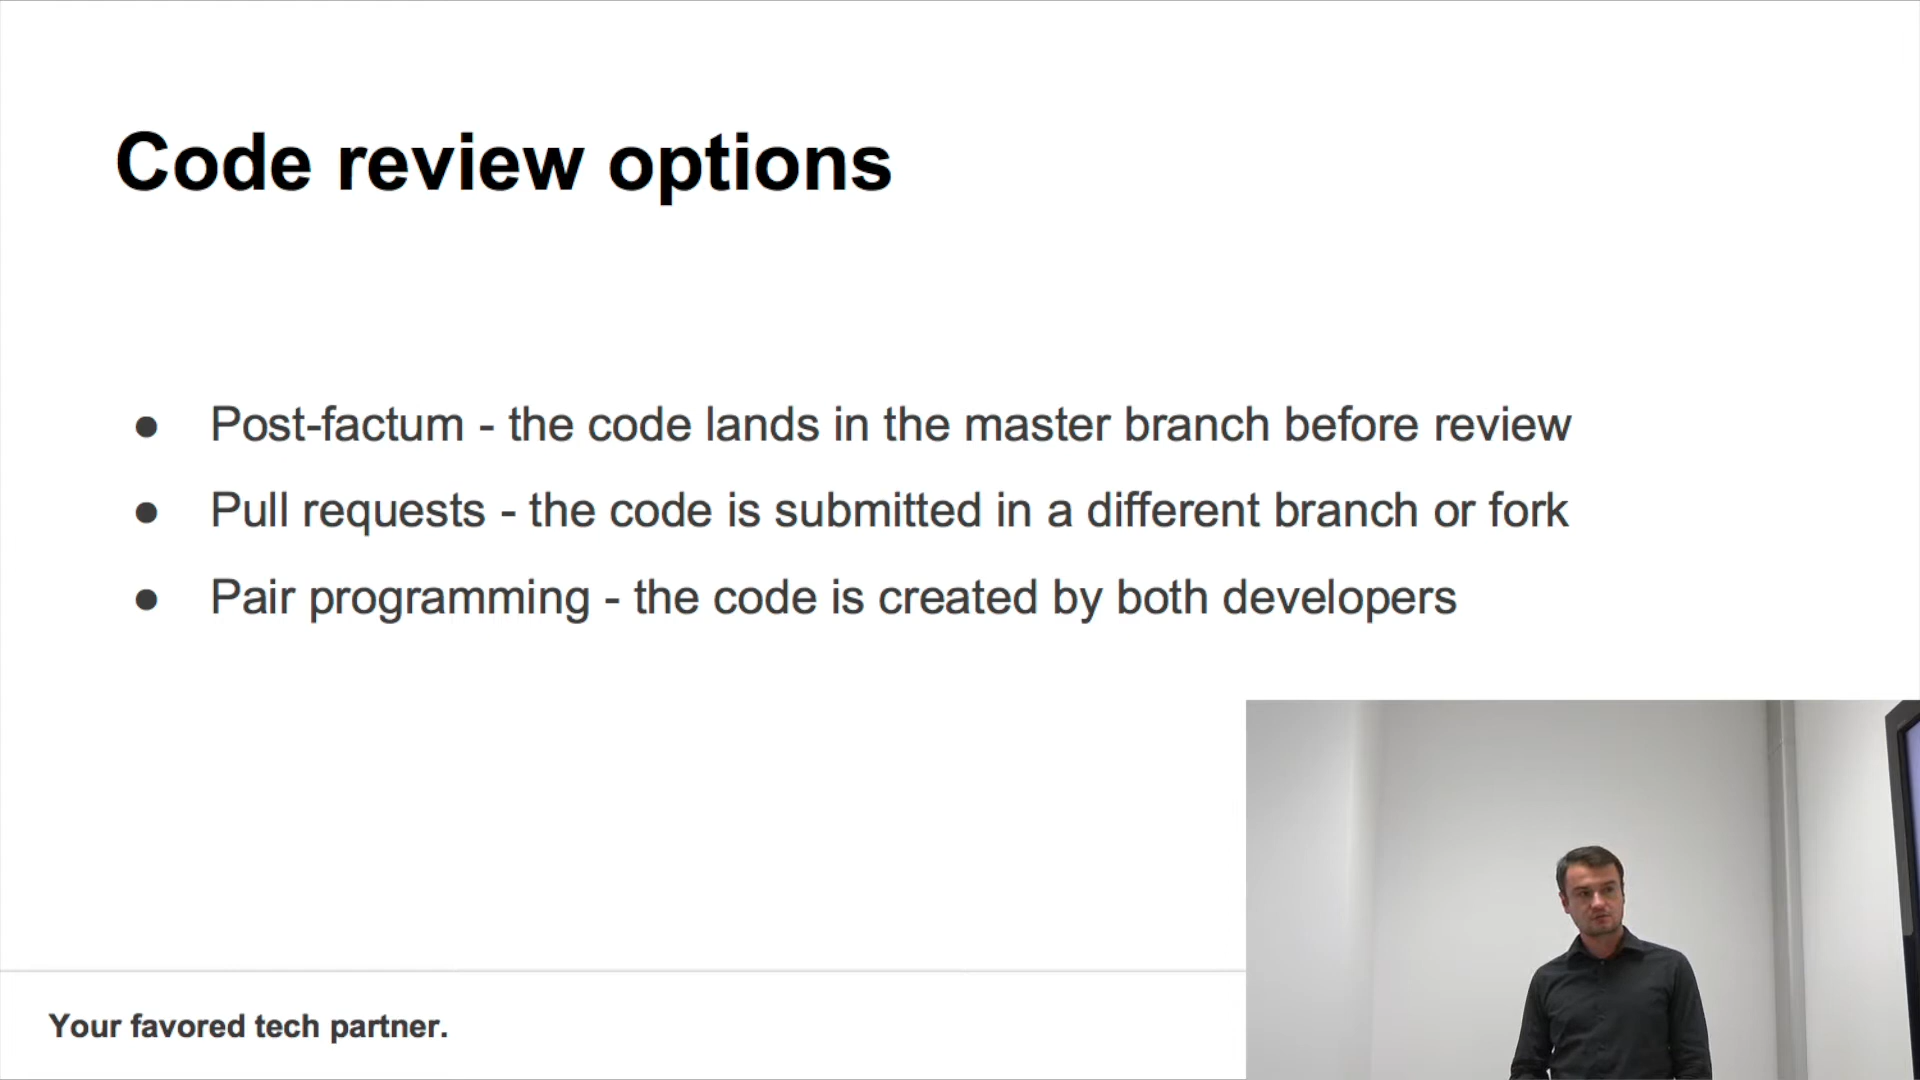 Code review options
● Post-factum - the code lands in the master branch before review
● Pull requests - the code is submitted in a different branch or fork
● Pair programming - the code is created by both developers
Your favored tech partner.